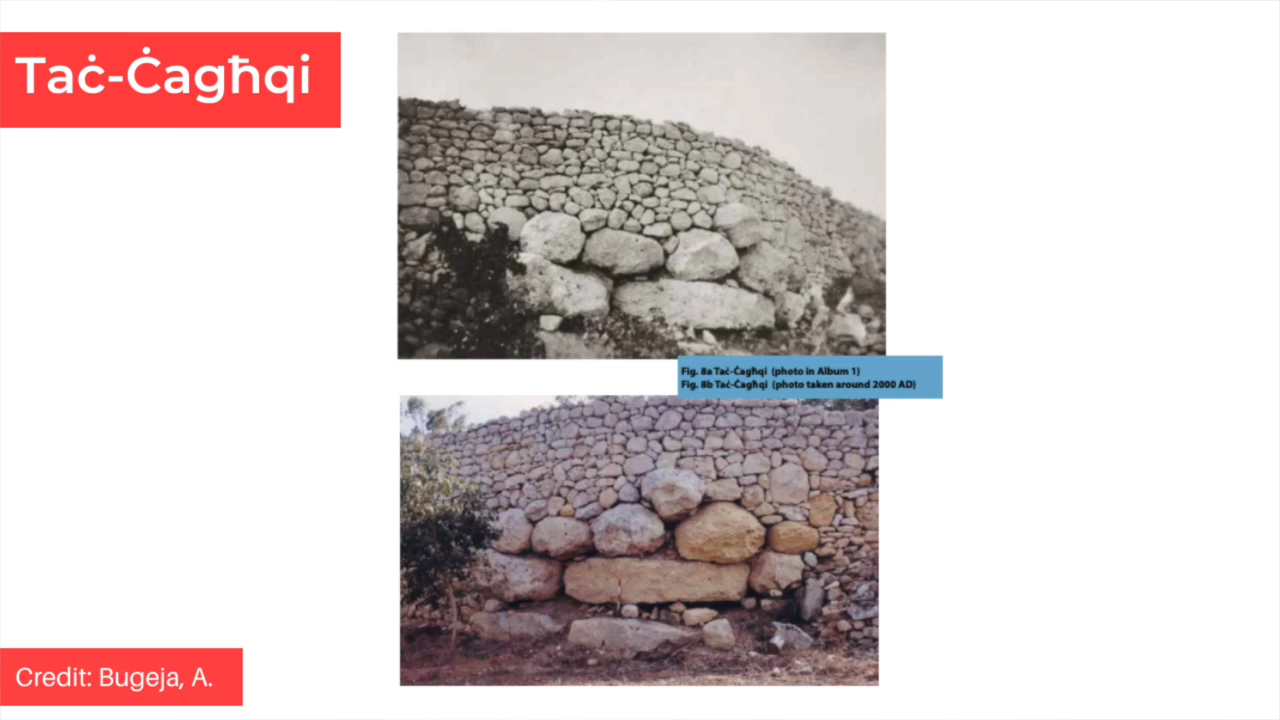 Taċ-Ċagħqi
Fig. 8a Taċ-Ċagħqi (photo in Album 1)
Fig. 8b Taċ-Ċagħqi (photo taken around 2000 AD)
Credit: Bugeja, A.